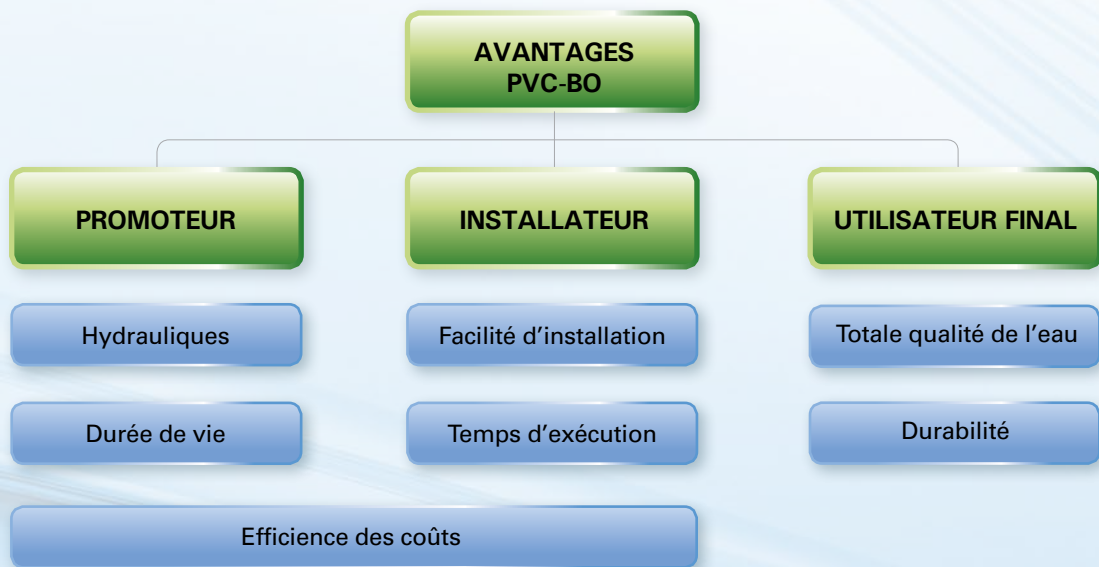 AVANTAGES
PVC-BO
PROMOTEUR
INSTALLATEUR
UTILISATEUR FINAL
Hydrauliques
Facilité d’installation
Totale qualité de l’eau
Durée de vie
Temps d’exécution
Durabilité
Efficience des coûts